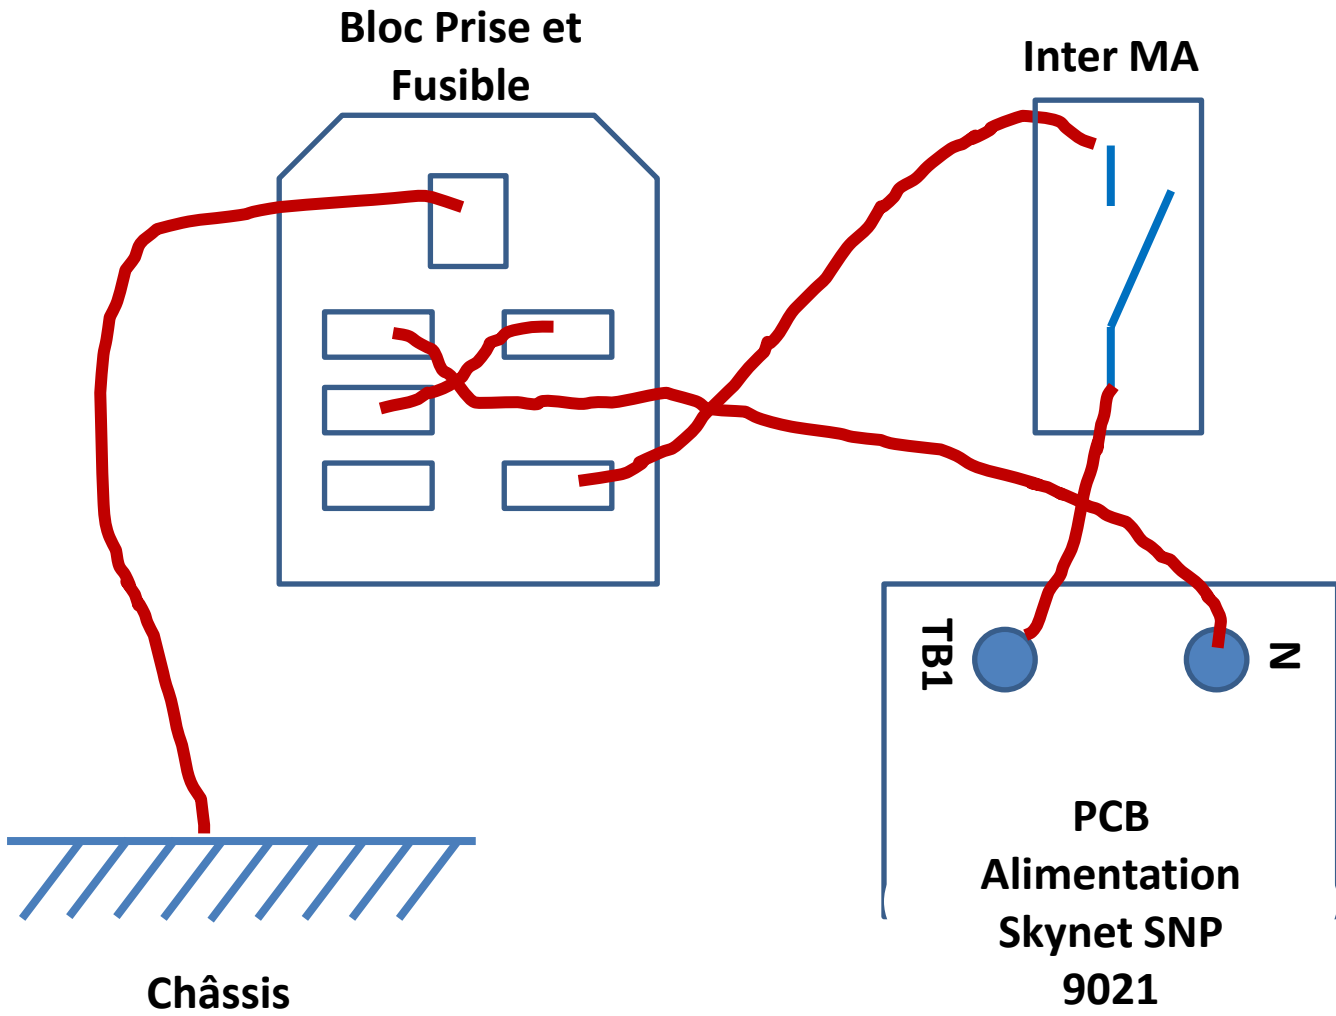 Bloc Prise et
Fusible
Inter MA
TB1
N
PCB
Alimentation
Skynet SNP
9021
Châssis